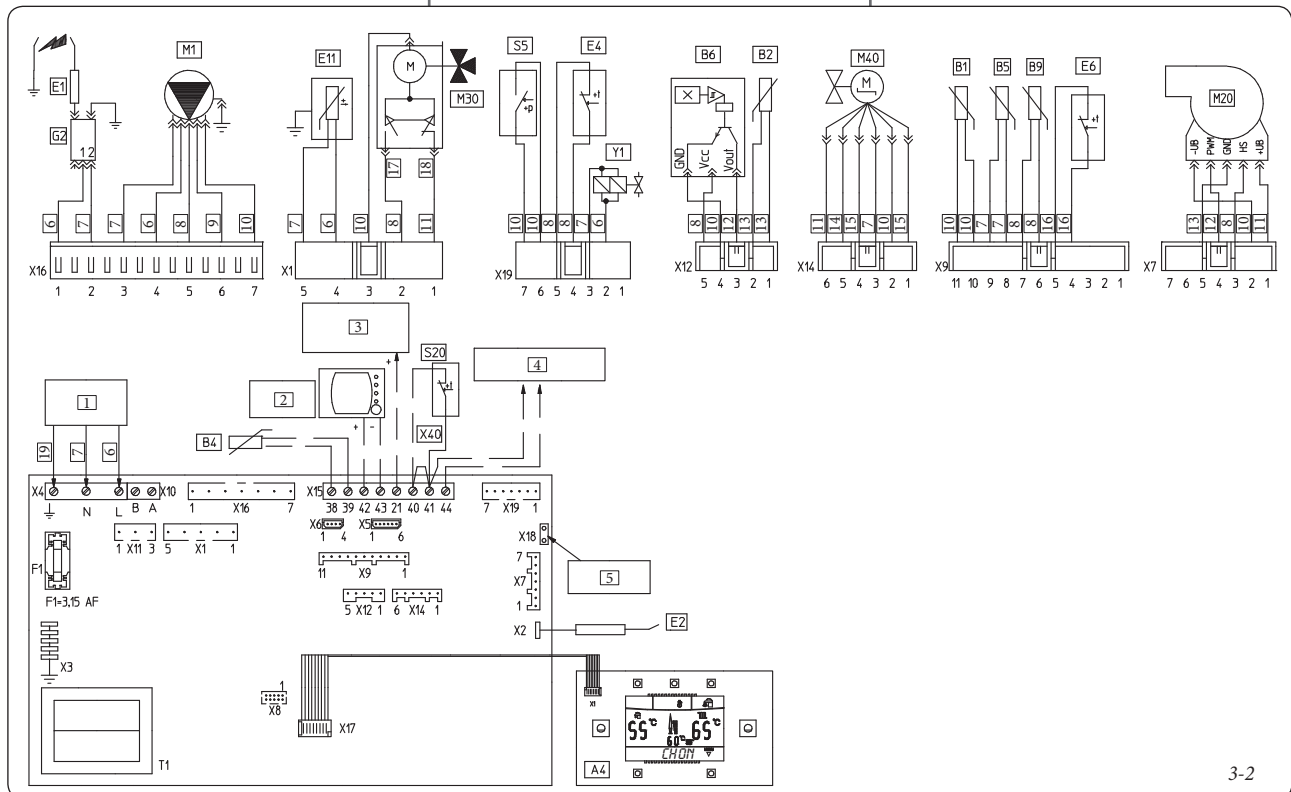 M1
E1
G2
1 2
6 7 7 6 8 9 10
X16
1 2 3 4 5 6 7
E11
M
M30
17 18
7 6 10 8 11
X1
5 4 3 2 1
S5
+p
E4
+t
Y1
10 10 8 8 7 6
X19
7 6 5 4 3 2 1
B6
B2
GND
Vcc
Vout
8 10 12 13 13
X12
5 4 3 2 1
M40
M
11 14 15 7 10 15
X14
6 5 4 3 2 1
B1
B5
B9
E6
+t
10 10 7 7 8 8 16 16
X9
11 10 9 8 7 6 5 4 3 2 1
M20
-UB
PWM
GND
HS
+UB
13 12 8 10 11
X7
7 6 5 4 3 2 1
3
+
S20
+t
4
1
2
+ -
X40
B4
19 7 6
X4
N L B A
X10
1 X16 7
X15
38 39 42 43 21 40 41 44
7 X19 1
1 X11 3
5 X1 1
X6
1 4
X5
1 6
X18
F1
F1=3.15 AF
11 X9 1
7
X7
1
5
5 X12 1
6 X14 1
X2
E2
X3
1
X8
X17
X1
55 °C
60 °C
65 °C
CH ON
T1
A4
3-2